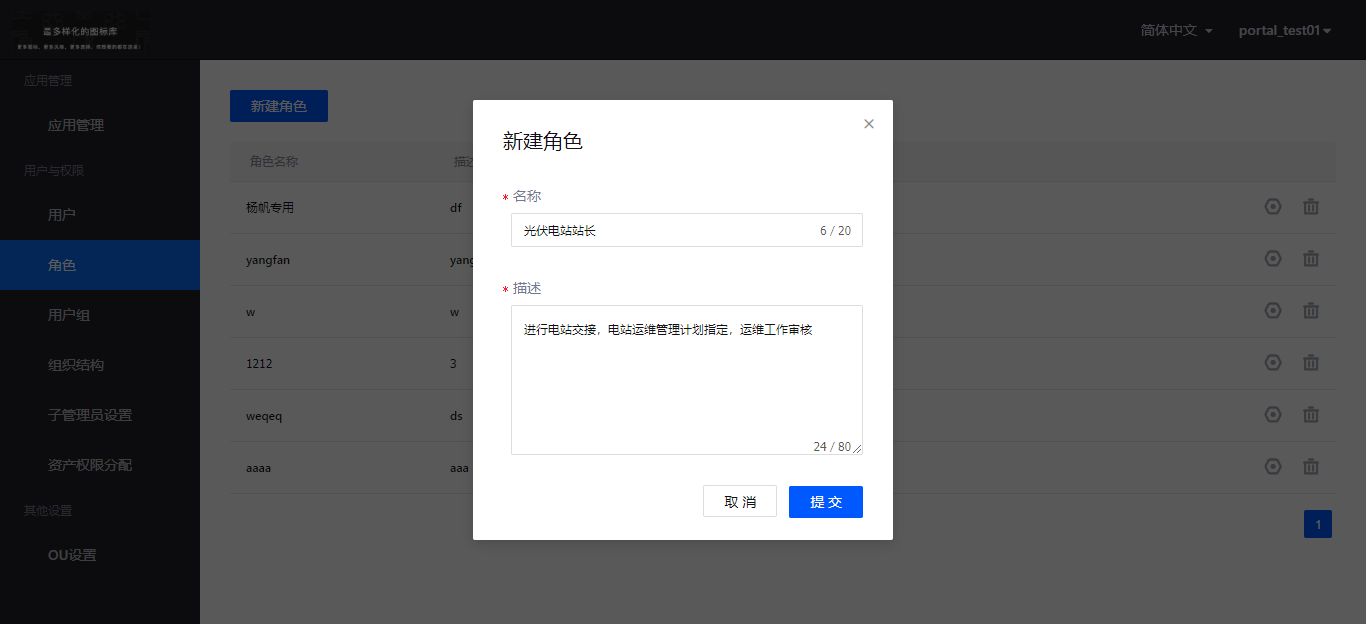 最多样化的图标库
更多图标、更多风格、更多选择，你想要的都在这里！
简体中文
portal_test01
应用管理
应用管理
用户与权限
用户
角色
用户组
组织结构
子管理员设置
资产权限分配
其他设置
OU设置
新建角色
角色名称 描述
杨帆专用 df
yangfan yang
w w
1212 3
weqeq ds
aaaa aaa
1
新建角色
* 名称
光伏电站站长 6 / 20
* 描述
进行电站交接，电站运维管理计划指定，运维工作审核
24 / 80
取 消 提 交